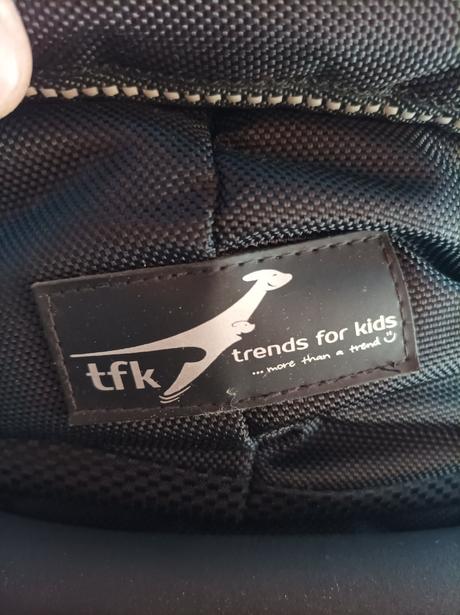 tfk
trends for kids
... more than a trend